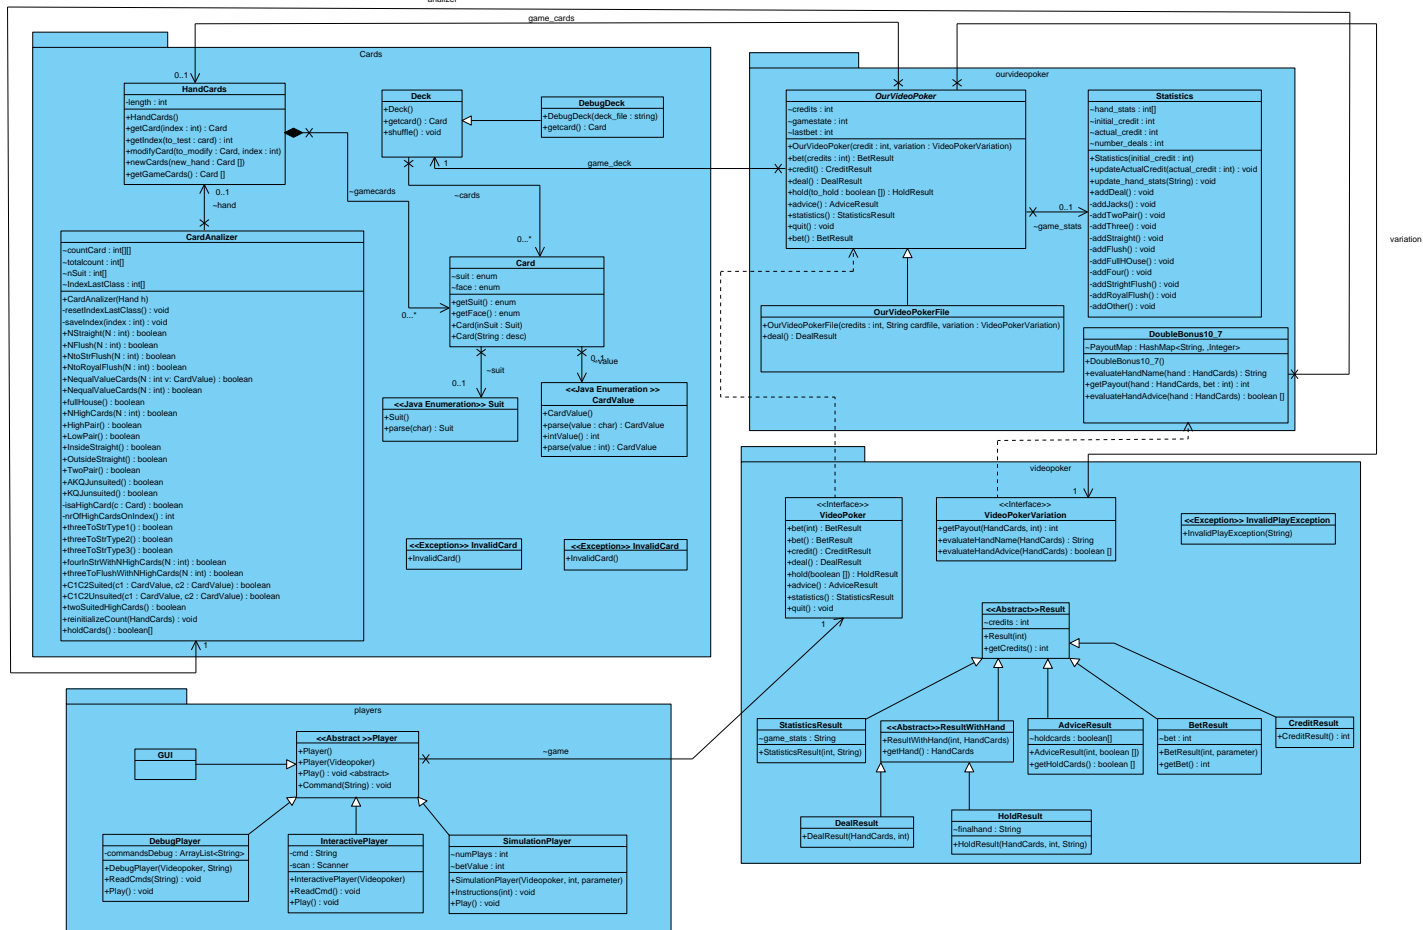 analizer
game_cards
Cards
0..1
HandCards
-length : int
+HandCards()
+getCard(index : int) : Card
+getIndex(to_test : card) : int
+modifyCard(to_modify : Card, index : int)
+newCards(new_hand : Card [])
+getGameCards() : Card []
Deck
+Deck()
+getcard() : Card
+shuffle() : void
1
DebugDeck
+DebugDeck(deck_file : string)
+getcard() : Card
game_deck
~gamecards
~cards
0..1
~hand
CardAnalizer
~countCard : int[][]
~totalcount : int[]
~nSuit : int[]
~IndexLastClass : int[]
+CardAnalizer(Hand h)
-resetIndexLastClass() : void
-saveIndex(index : int) : void
+NStraight(N : int) : boolean
+NFlush(N : int) : boolean
+NtoStrFlush(N : int) : boolean
+NtoRoyalFlush(N : int) : boolean
+NequalValueCards(N : int v: CardValue) : boolean
+NequalValueCards(N : int) : boolean
+fullHouse() : boolean
+NHighCards(N : int) : boolean
+HighPair() : boolean
+LowPair() : boolean
+InsideStraight() : boolean
+OutsideStraight() : boolean
+TwoPair() : boolean
+AKQJunsuited() : boolean
+KQJunsuited() : boolean
-isaHighCard(c : Card) : boolean
-nrOfHighCardsOnIndex() : int
+threeToStrType1() : boolean
+threeToStrType2() : boolean
+threeToStrType3() : boolean
+fourInStrWithNHighCards(N : int) : boolean
+threeToFlushWithNHighCards(N : int) : boolean
+C1C2Suited(c1 : CardValue, c2 : CardValue) : boolean
+C1C2Unsuited(c1 : CardValue, c2 : CardValue) : boolean
+twoSuitedHighCards() : boolean
+reinitializeCount(HandCards) : void
+holdCards() : boolean[]
1
0...*
0...*
Card
~suit : enum
~face : enum
+getSuit() : enum
+getFace() : enum
+Card(inSuit : Suit)
+Card(String : desc)
~suit
0..1
~value
0..1
<<Java Enumeration>> Suit
+Suit()
+parse(char) : Suit
<<Java Enumeration >>
CardValue
+CardValue()
+parse(value : char) : CardValue
+intValue() : int
+parse(value : int) : CardValue
<<Exception>> InvalidCard
+InvalidCard()
<<Exception>> InvalidCard
+InvalidCard()
ourvideopoker
OurVideoPoker
~credits : int
~gamestate : int
~lastbet : int
+OurVideoPoker(credit : int, variation : VideoPokerVariation)
+bet(credits : int) : BetResult
+credit() : CreditResult
+deal() : DealResult
+hold(to_hold : boolean []) : HoldResult
+advice() : AdviceResult
+statistics() : StatisticsResult
+quit() : void
+bet() : BetResult
0..1
~game_stats
Statistics
~hand_stats : int[]
~initial_credit : int
~actual_credit : int
~number_deals : int
+Statistics(initial_credit : int)
+updateActualCredit(actual_credit : int) : void
+update_hand_stats(String) : void
+addDeal() : void
-addJacks() : void
-addTwoPair() : void
-addThree() : void
-addStraight() : void
-addFlush() : void
-addFullHOuse() : void
-addFour() : void
-addStrightFlush() : void
-addRoyalFlush() : void
-addOther() : void
variation
OurVideoPokerFile
+OurVideoPokerFile(credits : int, String cardfile, variation : VideoPokerVariation)
+deal() : DealResult
DoubleBonus10_7
~PayoutMap : HashMap<String, ,Integer>
+DoubleBonus10_7()
+evaluateHandName(hand : HandCards) : String
+getPayout(hand : HandCards, bet : int) : int
+evaluateHandAdvice(hand : HandCards) : boolean []
videopoker
1
<<Interface>>
VideoPoker
+bet(int) : BetResult
+bet() : BetResult
+credit() : CreditResult
+deal() : DealResult
+hold(boolean []) : HoldResult
+advice() : AdviceResult
+statistics() : StatisticsResult
+quit() : void
1
<<Interface>>
VideoPokerVariation
+getPayout(HandCards, int) : int
+evaluateHandName(HandCards) : String
+evaluateHandAdvice(HandCards) : boolean []
<<Exception>> InvalidPlayException
+InvalidPlayException(String)
<<Abstract>>Result
~credits : int
+Result(int)
+getCredits() : int
StatisticsResult
~game_stats : String
+StatisticsResult(int, String)
<<Abstract>>ResultWithHand
+ResultWithHand(int, HandCards)
+getHand() : HandCards
AdviceResult
~holdcards : boolean[]
+AdviceResult(int, boolean [])
+getHoldCards() : boolean []
BetResult
~bet : int
+BetResult(int, parameter)
+getBet() : int
CreditResult
+CreditResult() : int
DealResult
+DealResult(HandCards, int)
HoldResult
~finalhand : String
+HoldResult(HandCards, int, String)
players
<<Abstract >>Player
+Player()
+Player(Videopoker)
+Play() : void <abstract>
+Command(String) : void
~game
GUI
DebugPlayer
-commandsDebug : ArrayList<String>
+DebugPlayer(Videopoker, String)
+ReadCmds(String) : void
+Play() : void
InteractivePlayer
-cmd : String
-scan : Scanner
+InteractivePlayer(Videopoker)
+ReadCmd() : void
+Play() : void
SimulationPlayer
~numPlays : int
~betValue : int
+SimulationPlayer(Videopoker, int, parameter)
+Instructions(int) : void
+Play() : void